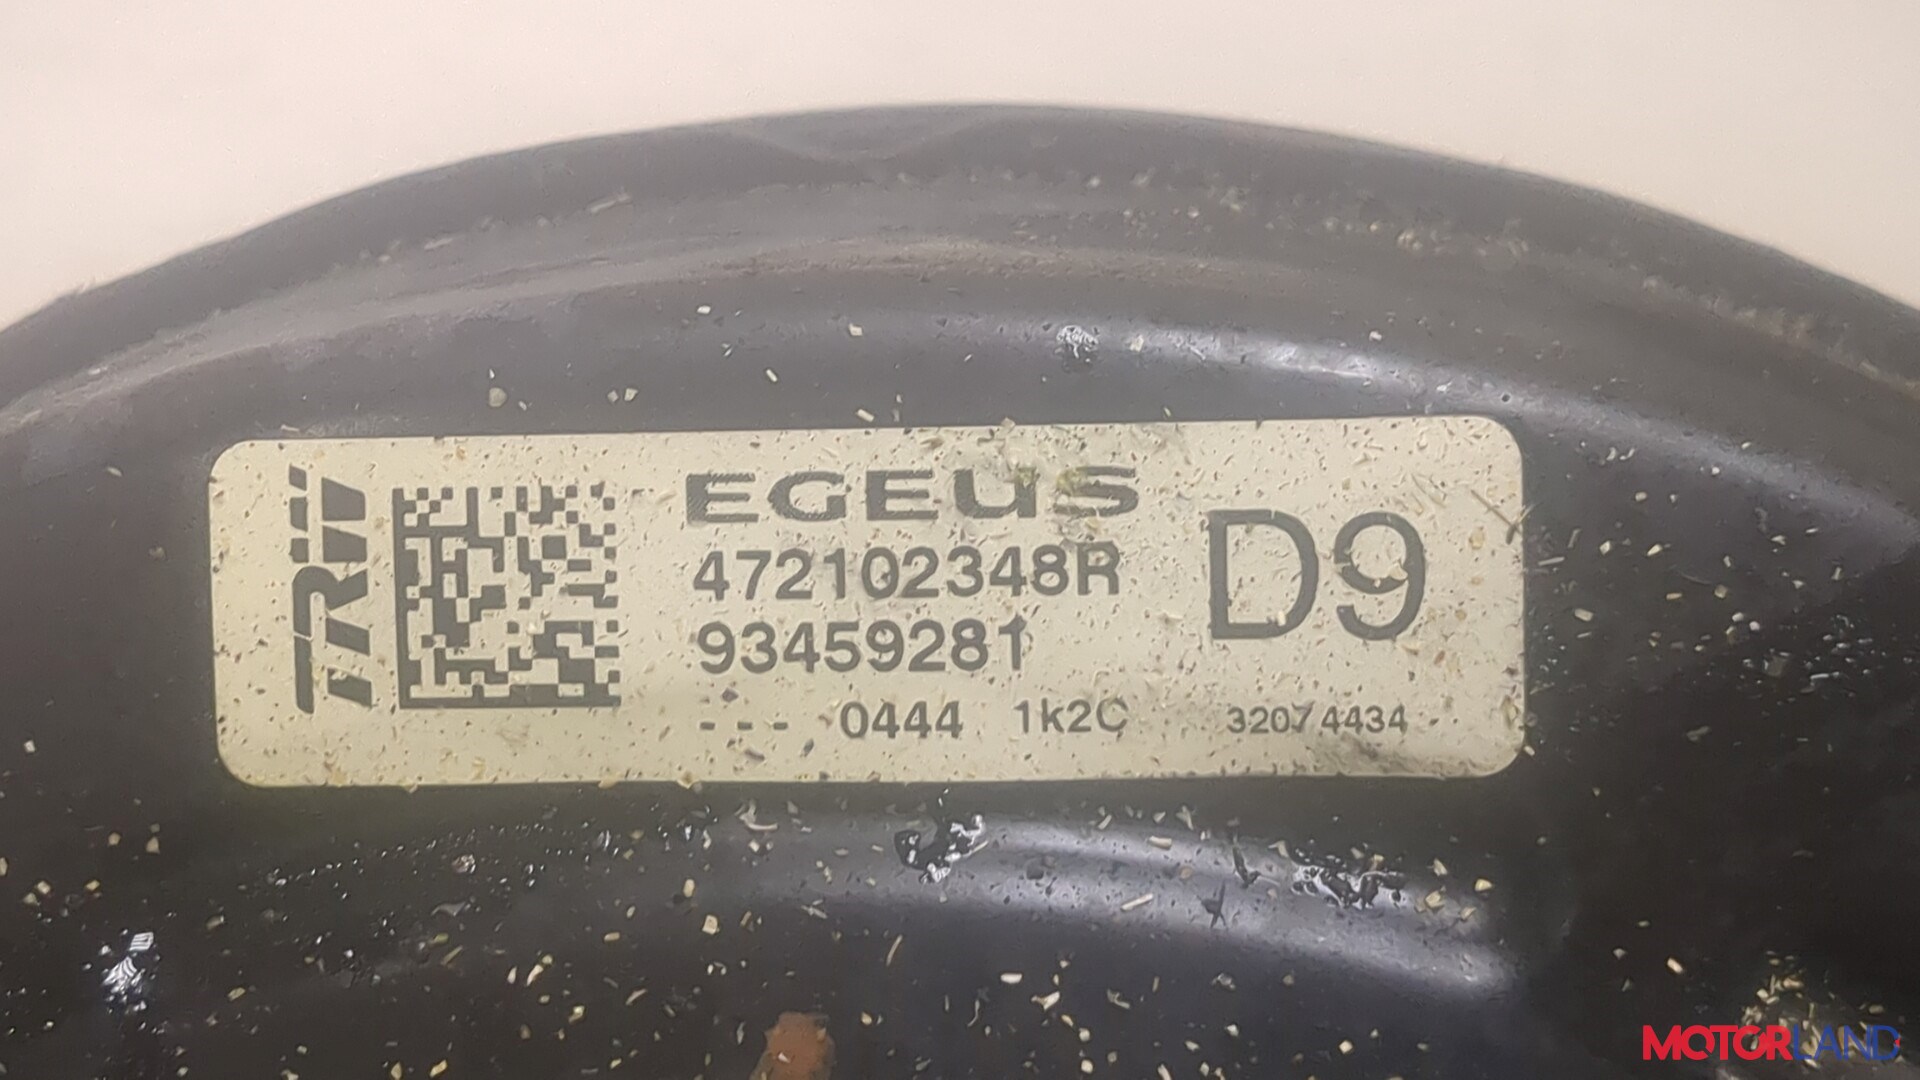 TRW
EGEUS
472102348R
93459281
D9
--- 0444 1k2C 32074434
MOTORLAND